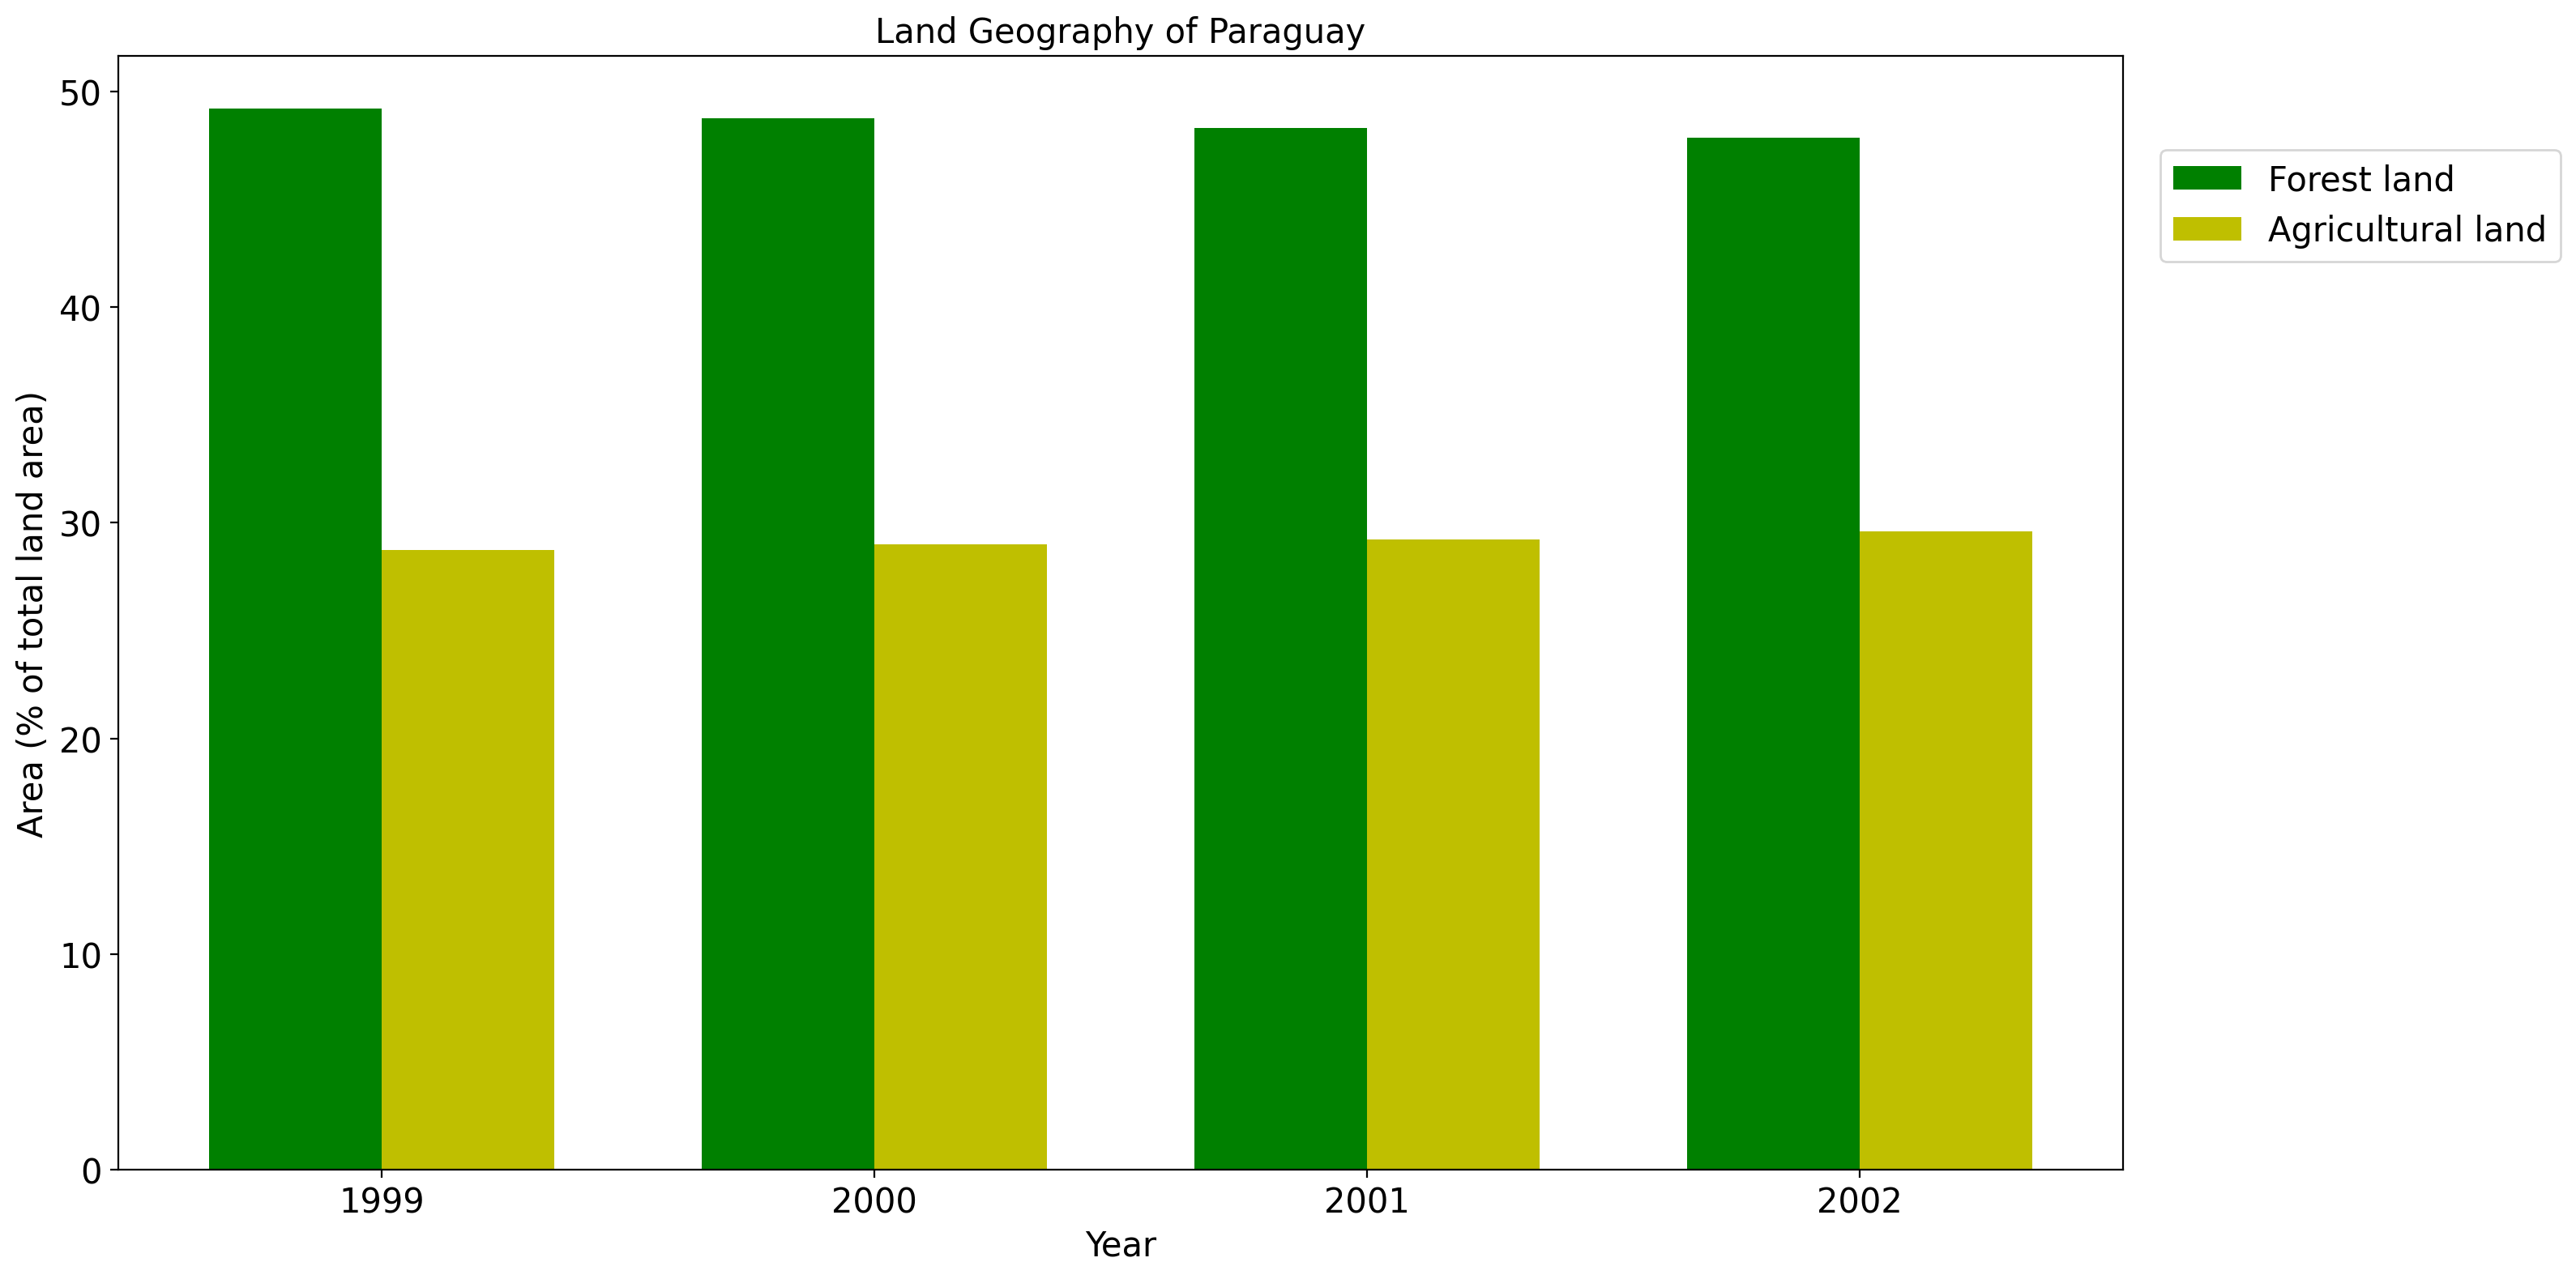 Land Geography of Paraguay
50
40
30
20
10
0
Area (% of total land area)
1999 2000 2001 2002
Year
Forest land
Agricultural land